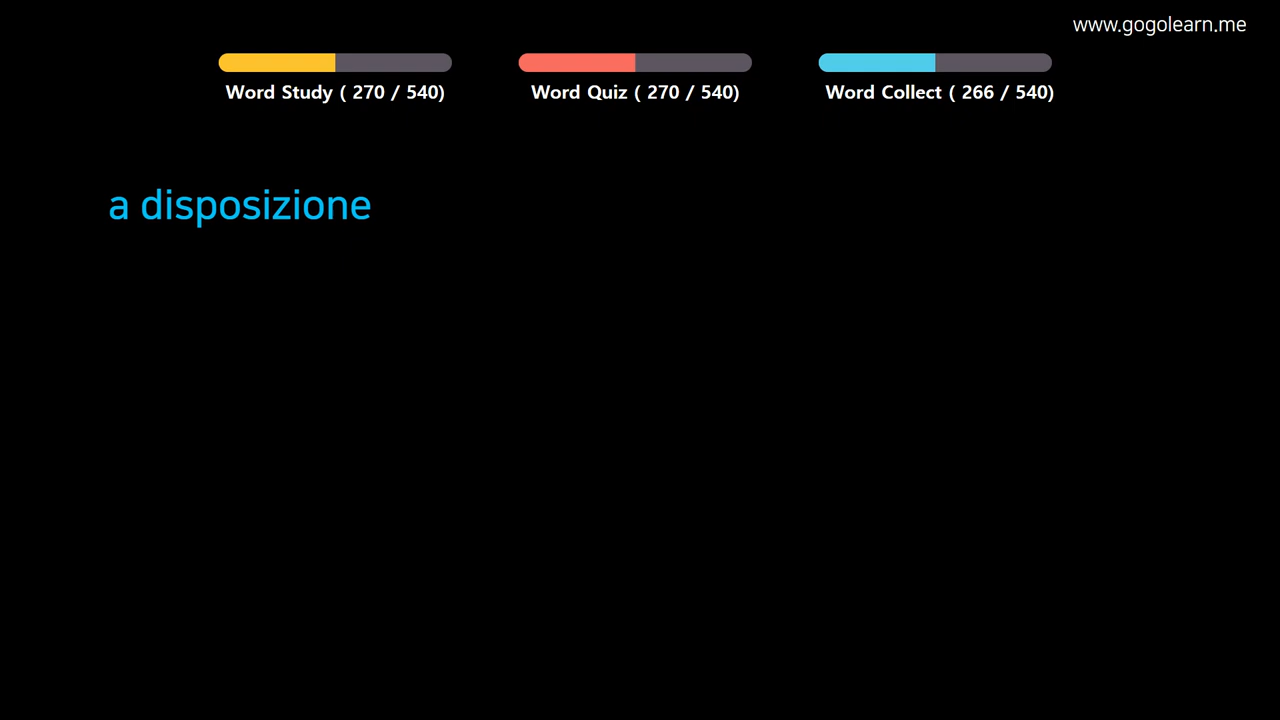 www.gogolearn.me
Word Study ( 270 / 540)
Word Quiz ( 270 / 540)
Word Collect ( 266 / 540)
a disposizione